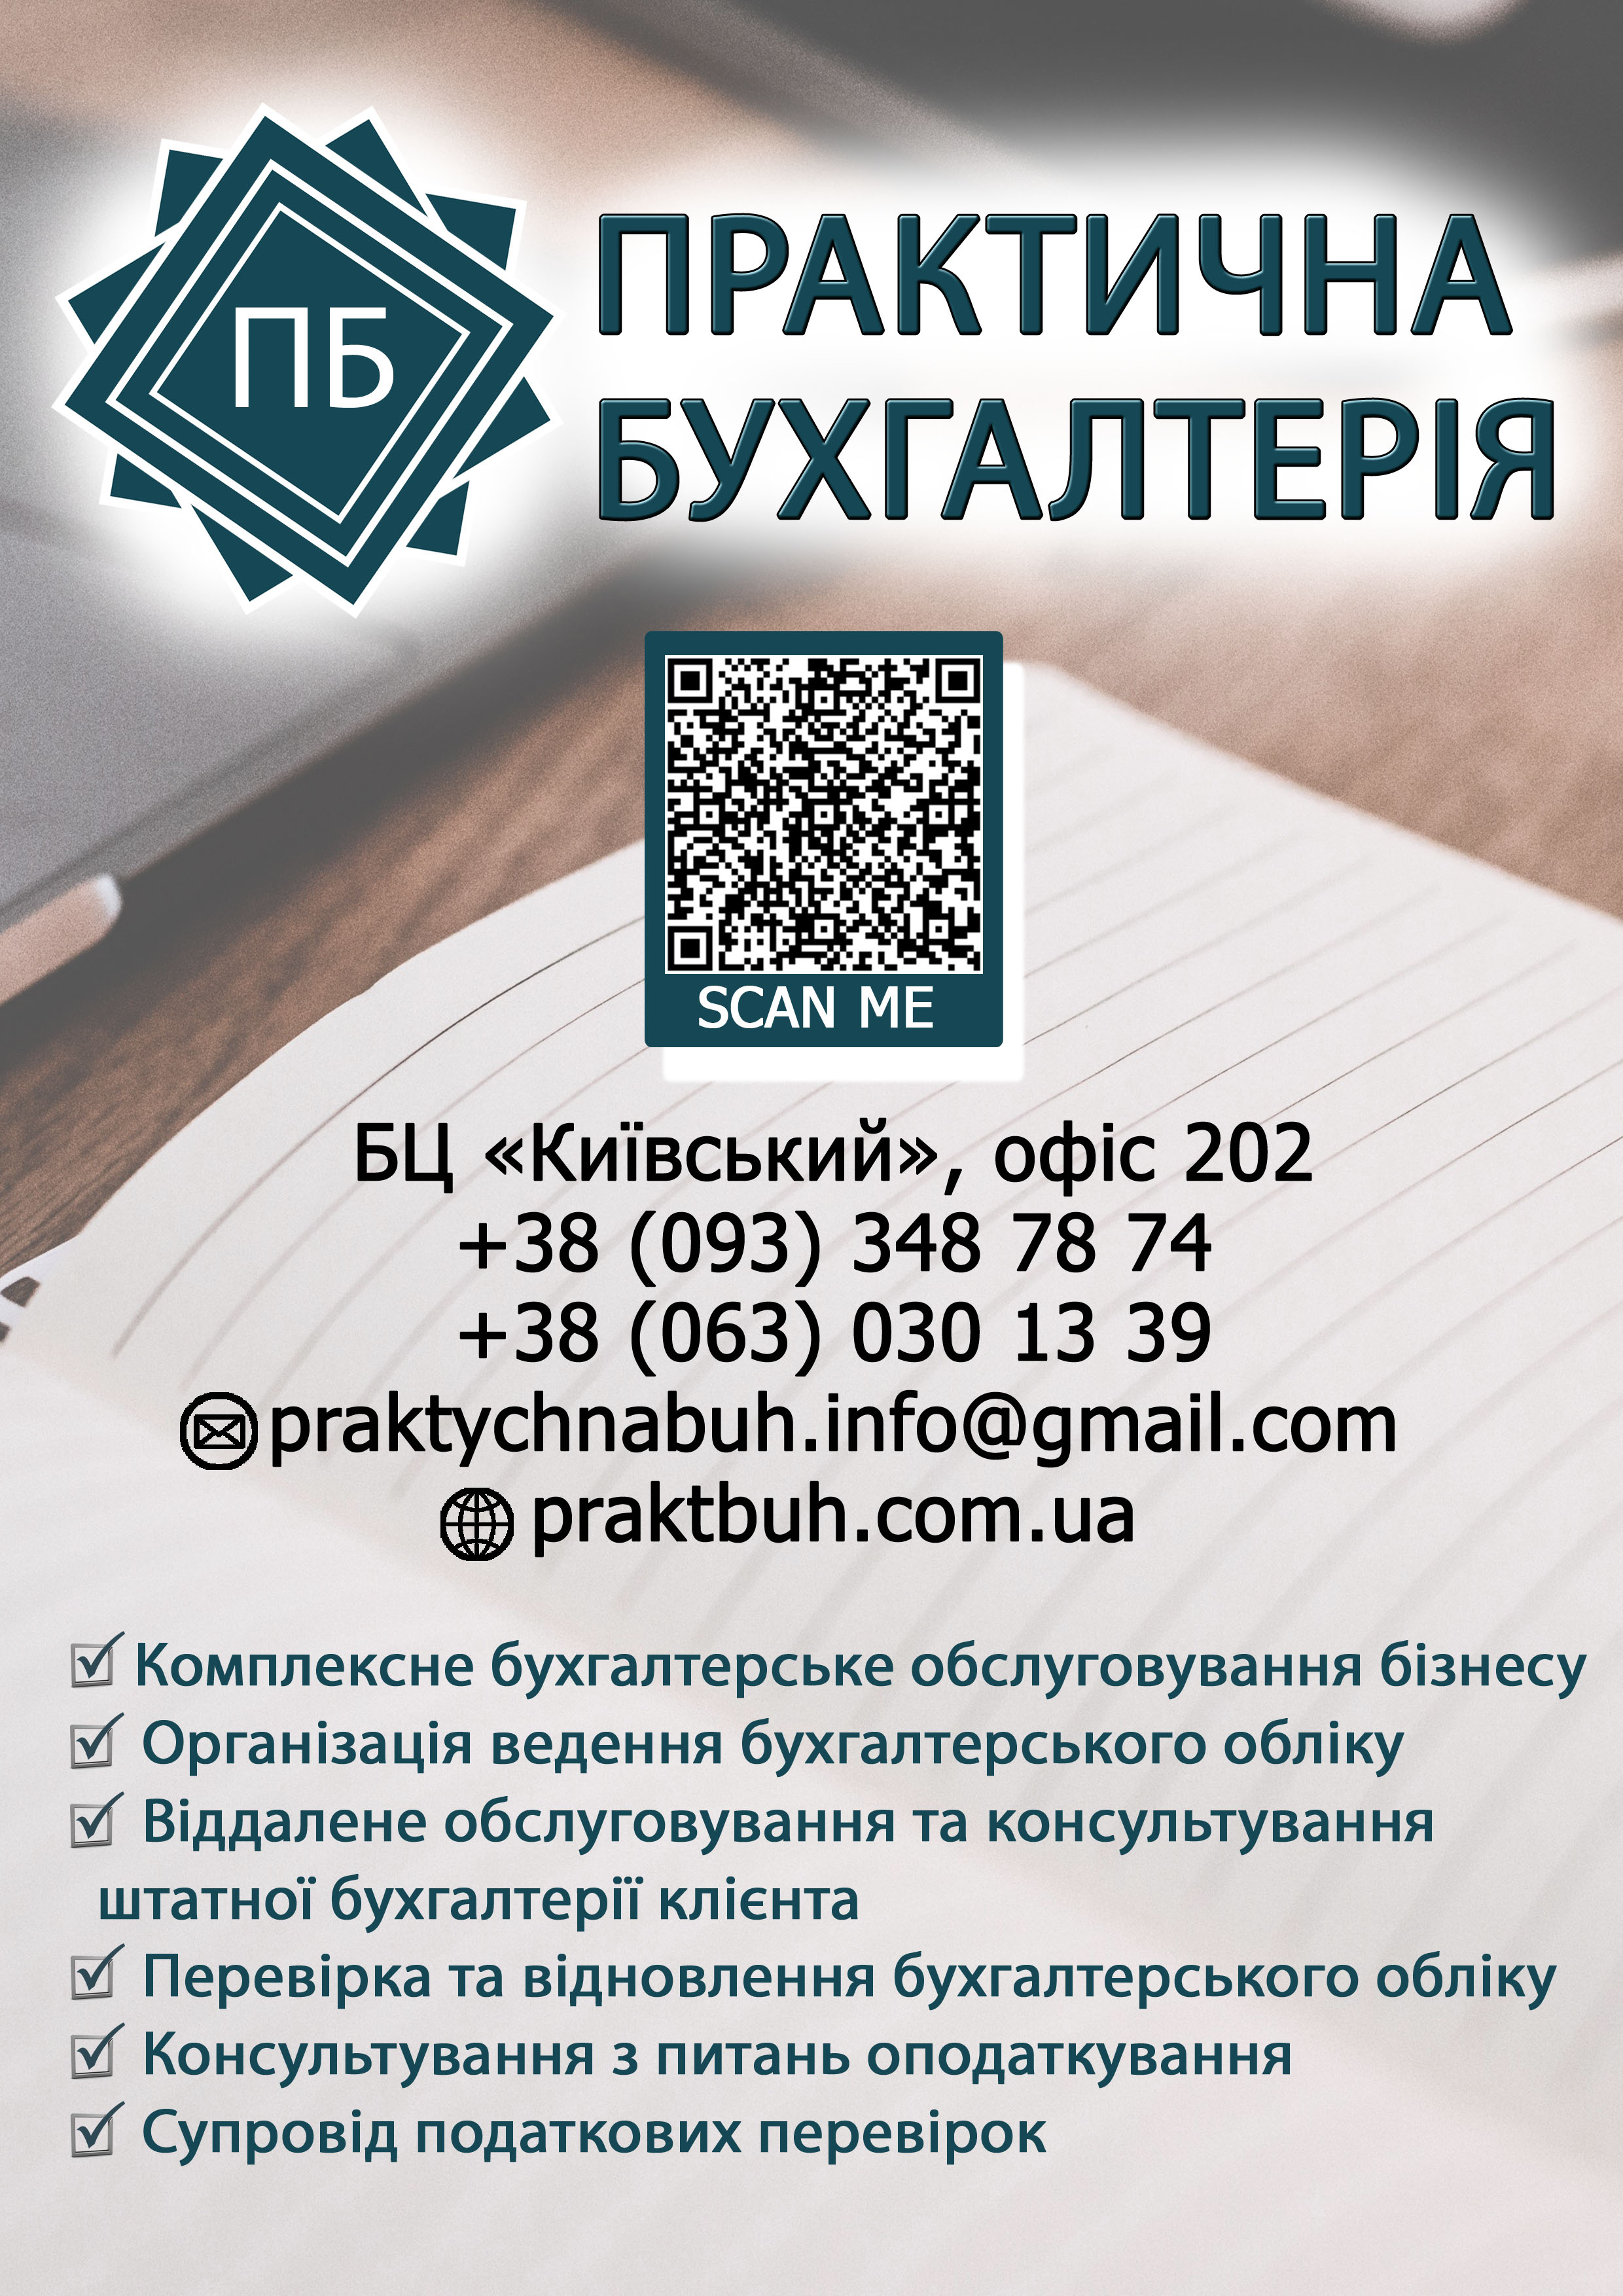 ПБ
ПРАКТИЧНА
БУХГАЛТЕРІЯ
SCAN ME
БЦ «Київський», офіс 202
+38 (093) 348 78 74
+38 (063) 030 13 39
praktychnabuh.info@gmail.com
praktbuh.com.ua
Комплексне бухгалтерське обслуговування бізнесу
Організація ведення бухгалтерського обліку
Віддалене обслуговування та консультування
штатної бухгалтерії клієнта
Перевірка та відновлення бухгалтерського обліку
Консультування з питань оподаткування
Супровід податкових перевірок